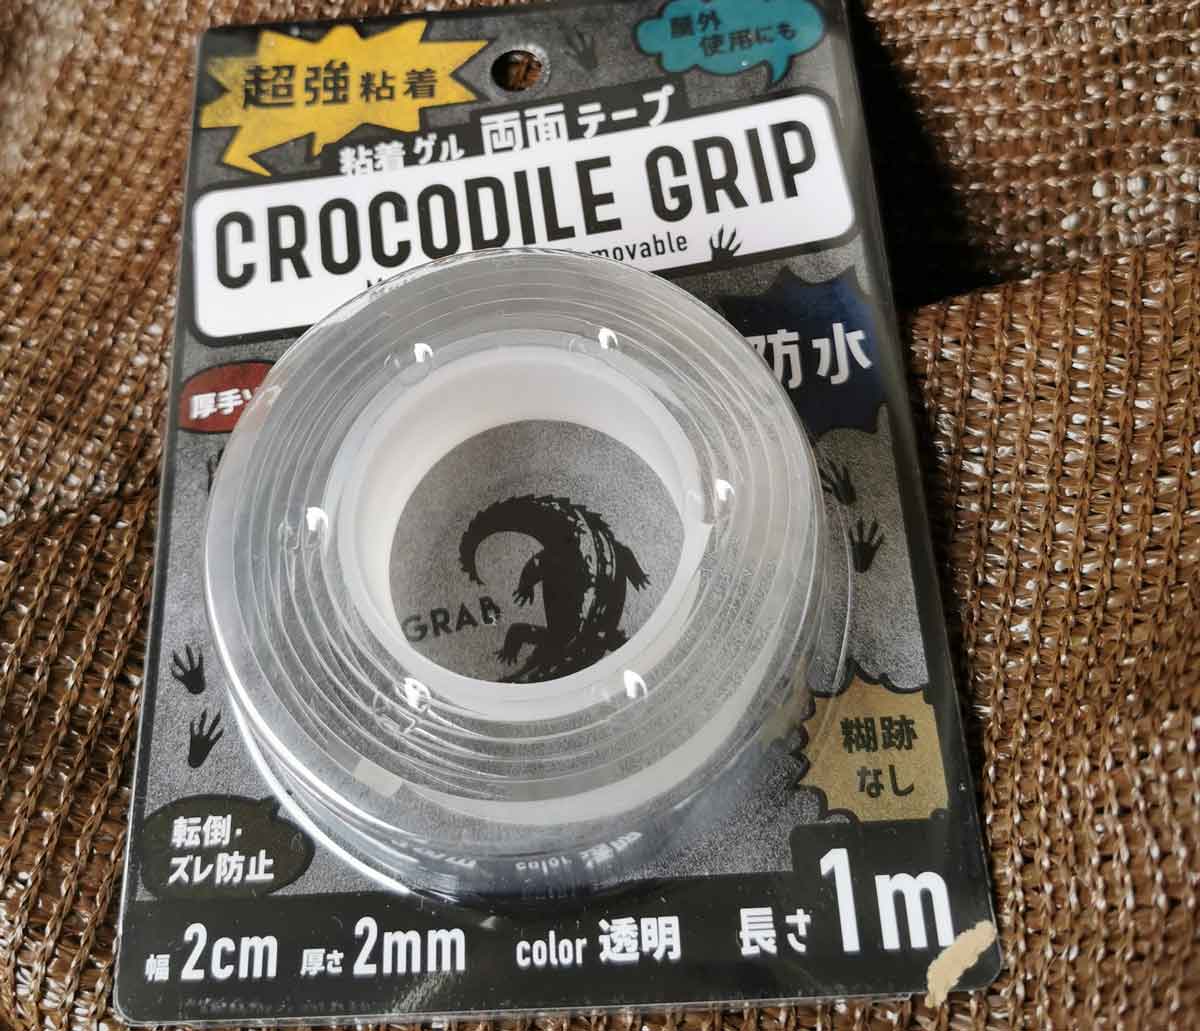 超強粘着
屋外
使用にも
粘着ゲル 両面テープ
CROCODILE GRIP
movable
防水
厚手
GRAB
糊跡
なし
転倒・
ズレ防止
幅 2cm 厚さ 2mm color 透明 長さ 1m